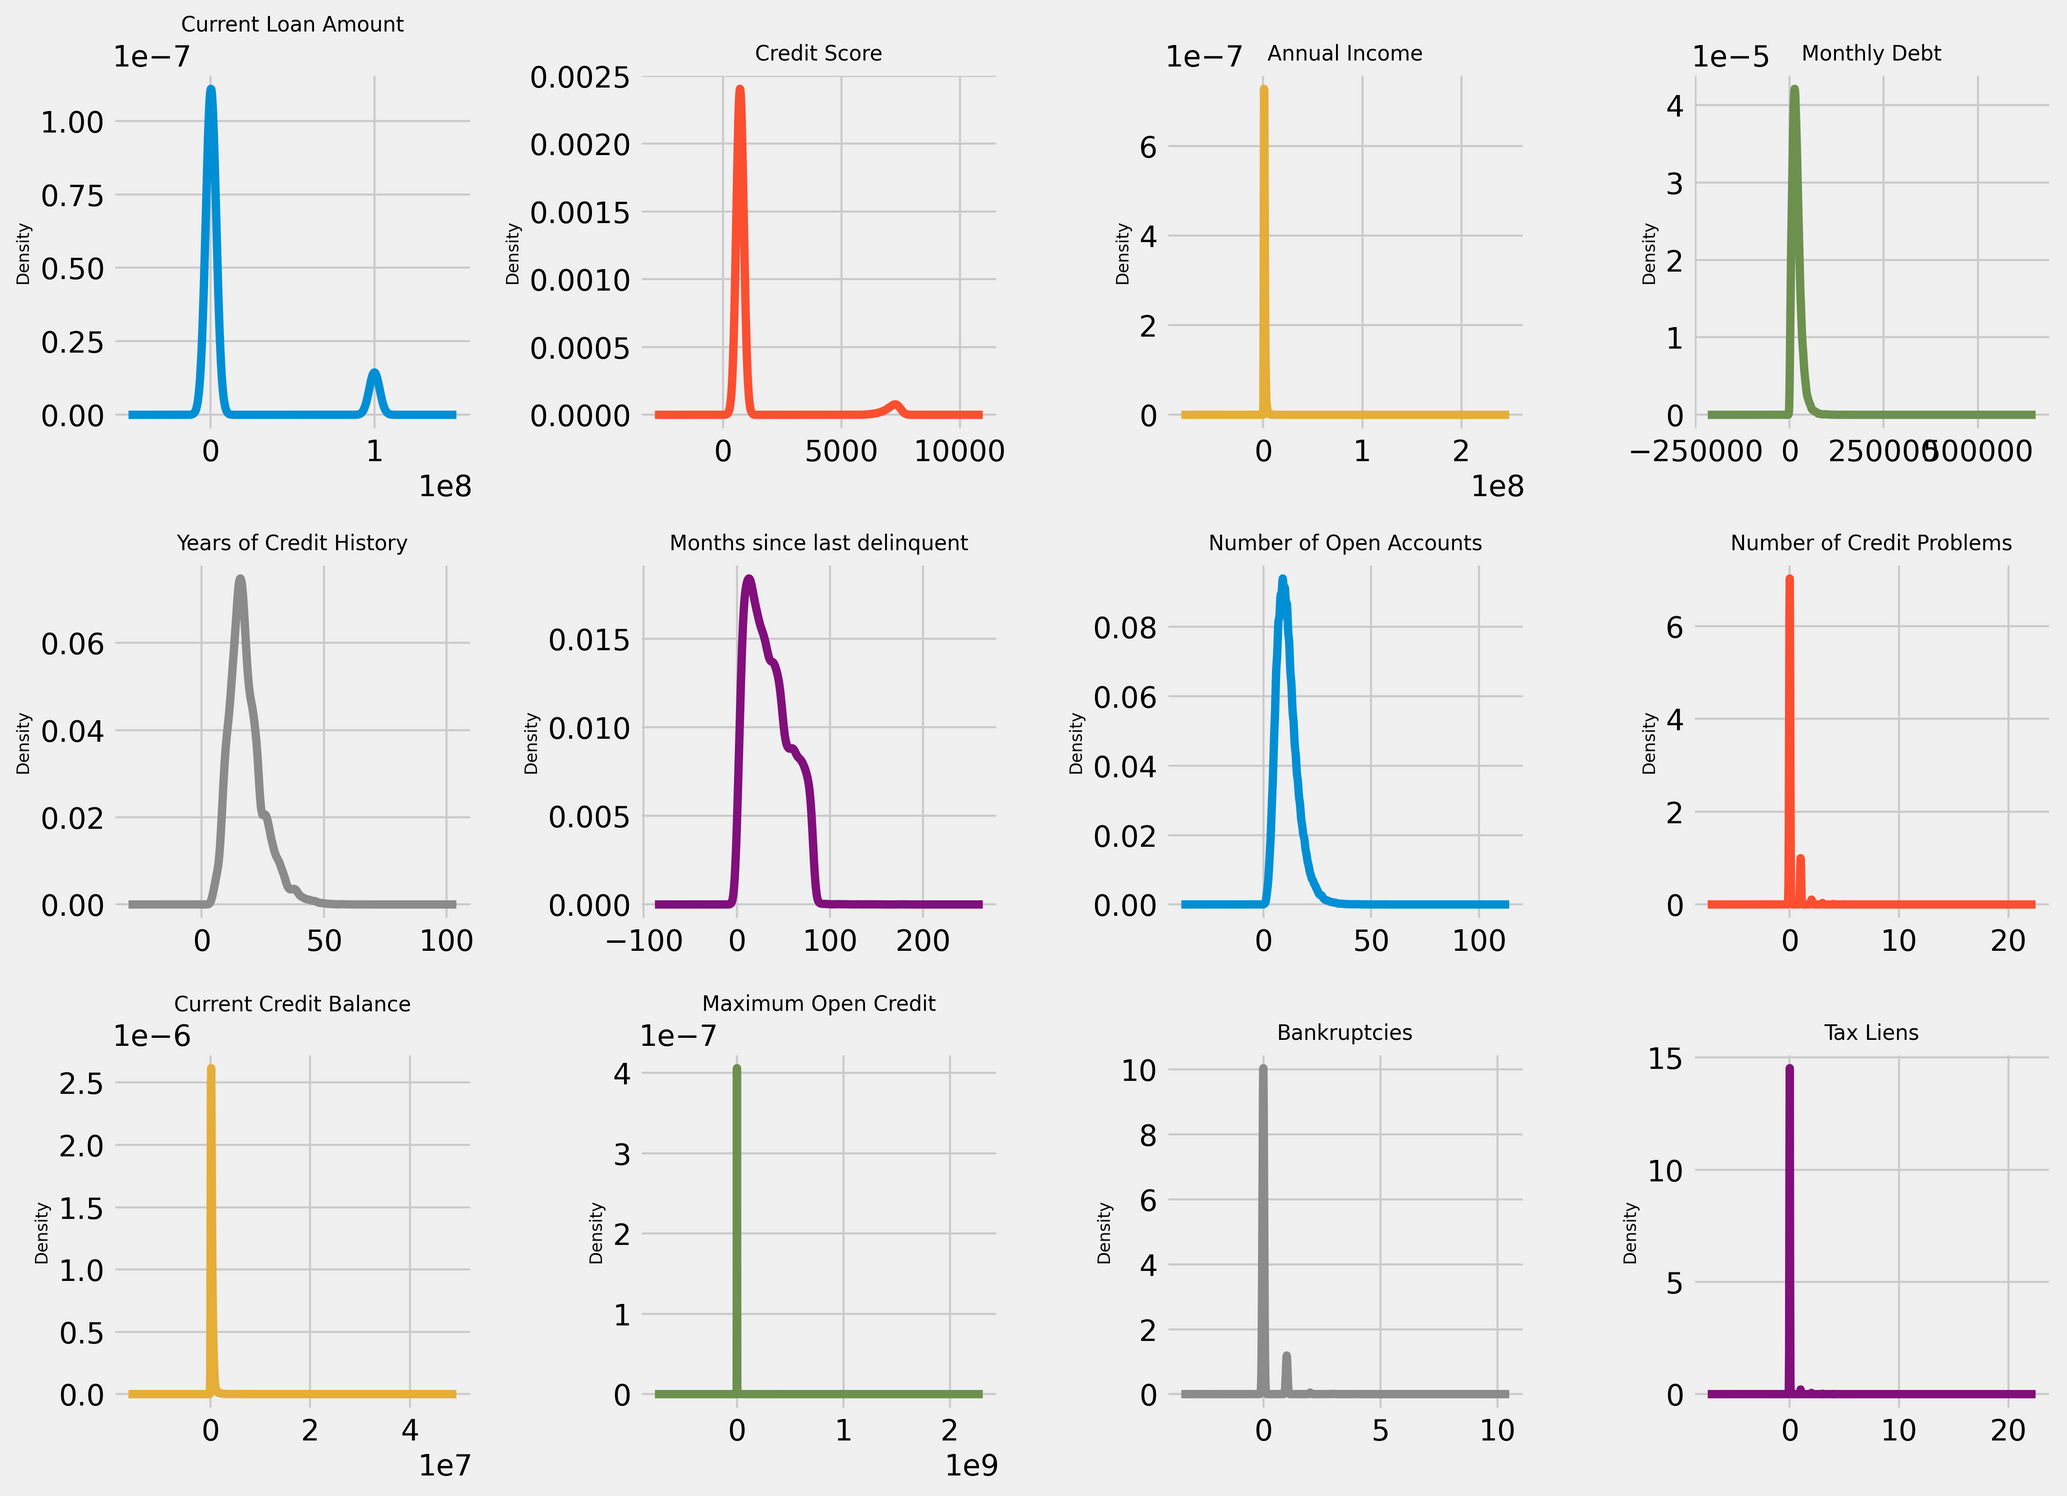 Current Loan Amount
1e−7
Density
1.00
0.75
0.50
0.25
0.00
0 1
1e8
Credit Score
Density
0.0025
0.0020
0.0015
0.0010
0.0005
0.0000
0 5000 10000
1e−7 Annual Income
Density
6
4
2
0
0 1 2
1e8
1e−5 Monthly Debt
Density
4
3
2
1
0
−250000 0 250000 500000
Years of Credit History
Density
0.06
0.04
0.02
0.00
0 50 100
Months since last delinquent
Density
0.015
0.010
0.005
0.000
−100 0 100 200
Number of Open Accounts
Density
0.08
0.06
0.04
0.02
0.00
0 50 100
Number of Credit Problems
Density
6
4
2
0
0 10 20
Current Credit Balance
1e−6
Density
2.5
2.0
1.5
1.0
0.5
0.0
0 2 4
1e7
Maximum Open Credit
1e−7
Density
4
3
2
1
0
0 1 2
1e9
Bankruptcies
Density
10
8
6
4
2
0
0 5 10
Tax Liens
Density
15
10
5
0
0 10 20